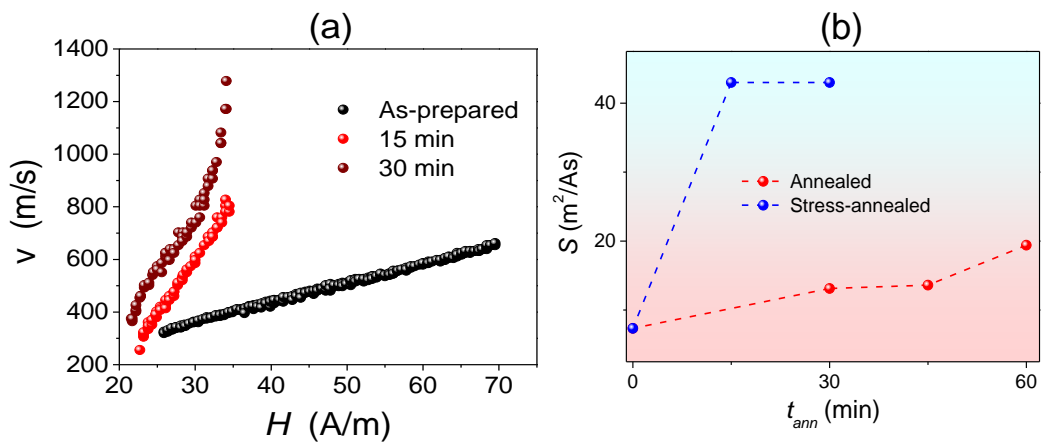 (a)
1400
1200
1000
800
600
400
200
v (m/s)
As-prepared
15 min
30 min
20 30 40 50 60 70
H (A/m)
(b)
40
20
S (m²/As)
Annealed
Stress-annealed
0 30 60
t_ann (min)